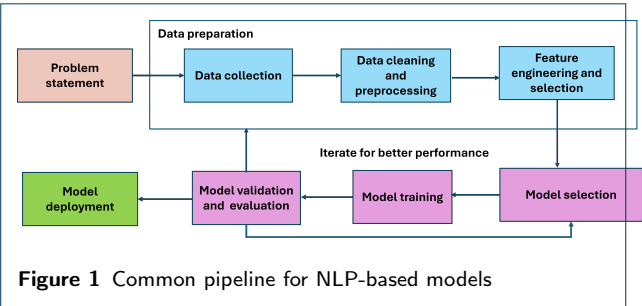 Data preparation
Problem
statement
Data collection
Data cleaning
and
preprocessing
Feature
engineering and
selection
Iterate for better performance
Model
deployment
Model validation
and evaluation
Model training
Model selection
Figure 1 Common pipeline for NLP-based models